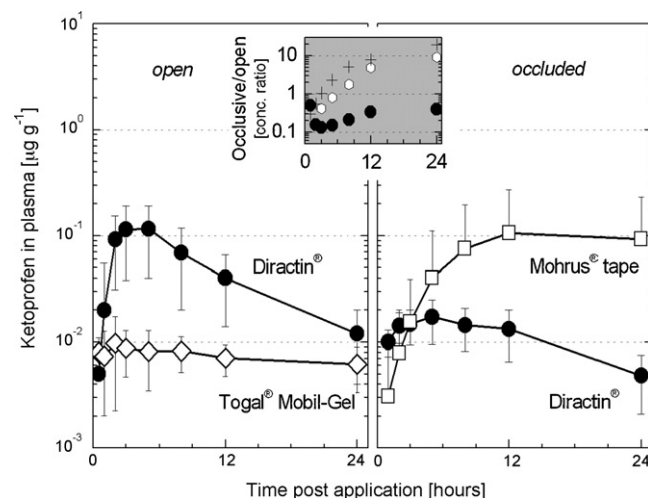 Ketoprofen in plasma [µg g⁻¹]
10¹
10⁰
10⁻¹
10⁻²
10⁻³
open
occluded
Occlusive/open
[conc. ratio]
10
1
0.1
0
12
24
Diractin®
Togal® Mobil-Gel
Mohrus® tape
Diractin®
0
12
24
0
12
24
Time post application [hours]